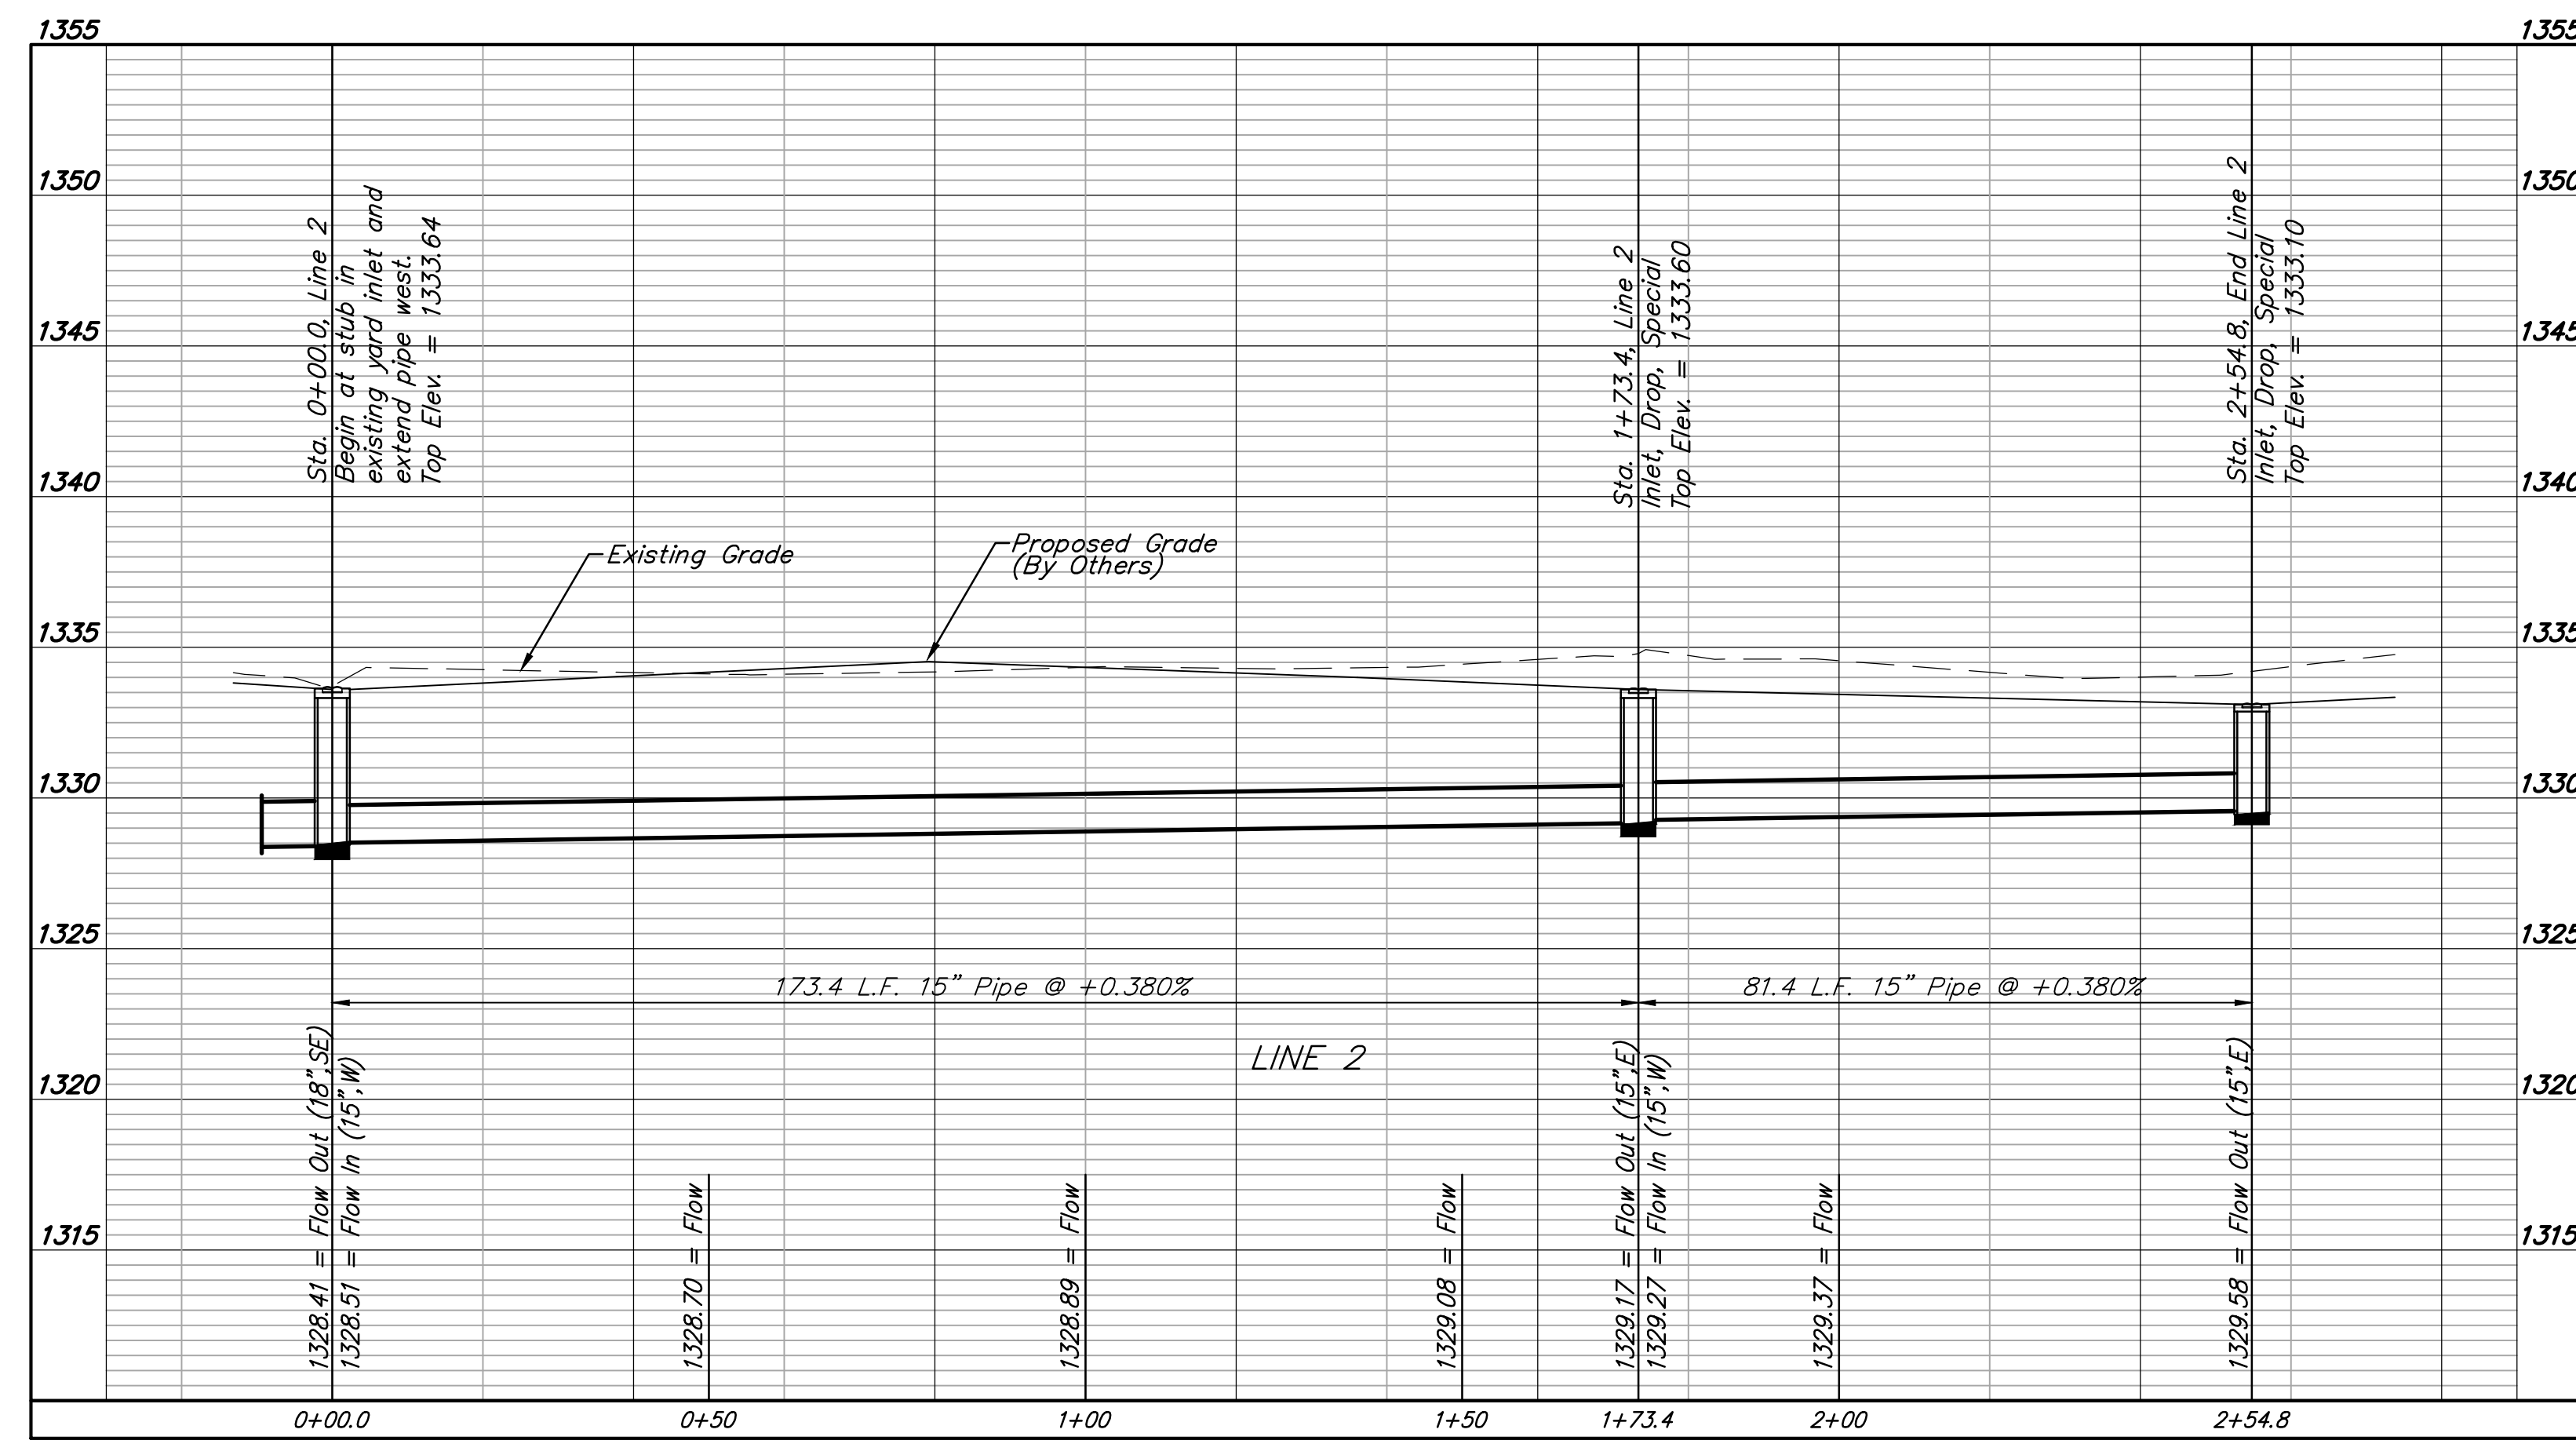 1355
1355
1350
1350
1345
1345
1340
1340
1335
1335
1330
1330
1325
1325
1320
1320
1315
1315
Sta. 0+00.0, Line 2
Begin at stub in
existing yard inlet and
extend pipe west.
Top Elev. = 1333.64
Sta. 1+73.4, Line 2
Inlet, Drop, Special
Top Elev. = 1333.60
Sta. 2+54.8, End Line 2
Inlet, Drop, Special
Top Elev. = 1333.10
Existing Grade
Proposed Grade
(By Others)
173.4 L.F. 15" Pipe @ +0.380%
81.4 L.F. 15" Pipe @ +0.380%
LINE 2
1328.41 = Flow Out (18",SE)
1328.51 = Flow In (15",W)
1328.70 = Flow
1328.89 = Flow
1329.08 = Flow
1329.17 = Flow Out (15",E)
1329.27 = Flow In (15",W)
1329.37 = Flow
1329.58 = Flow Out (15",E)
0+00.0
0+50
1+00
1+50
1+73.4
2+00
2+54.8